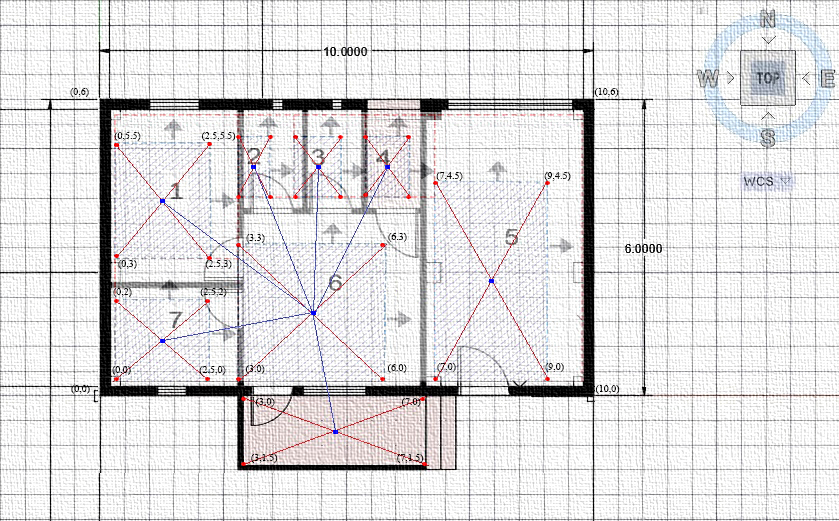 N
10.0000
W TOP E
(0,6) (10,6)
S
(0,5.5) (2.5,5.5)
2 3 4
WCS
(7,4.5) (9,4.5)
1
5
(3,3) (6,3)
6.0000
(0,3) (2.5,3)
6
(0,2) (2.5,2)
7
(0,0) (2.5,0) (3,0) (6,0) (7,0) (9,0)
(0,0) (10,0)
(3,0) (7,0)
(3,1.5) (7,1.5)